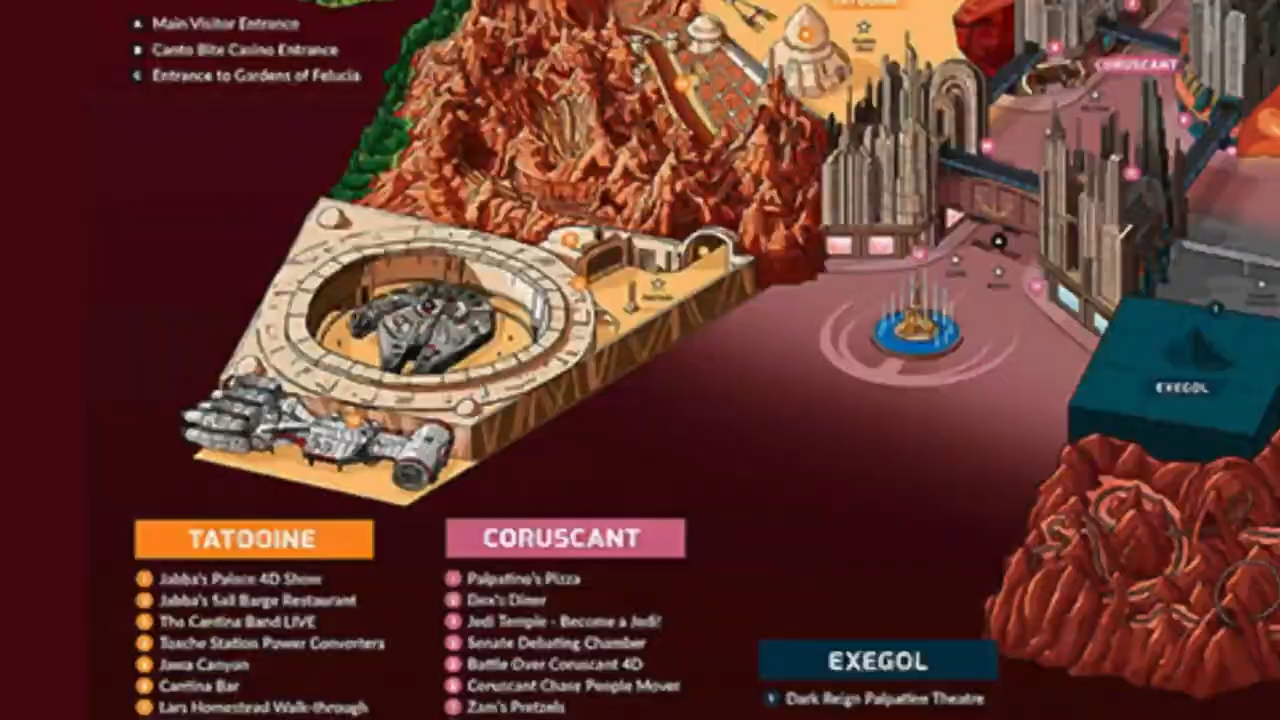 A Main Visitor Entrance
B Canto Bite Casino Entrance
C Entrance to Gardens of Felucia
TATOOINE
CORUSCANT
EXEGOL
TATOOINE
Jabba's Palace 4D Show
Jabba's Sail Barge Restaurant
The Cantina Band LIVE
Tosche Station Power Converters
Jawa Canyon
Cantina Bar
Lars Homestead Walk-through
CORUSCANT
Palpatine's Pizza
Dex's Diner
Jedi Temple - Become a Jedi!
Senate Debating Chamber
Battle Over Coruscant 4D
Coruscant Chase People Mover
Zam's Pretzels
EXEGOL
Dark Reign Palpatine Theatre